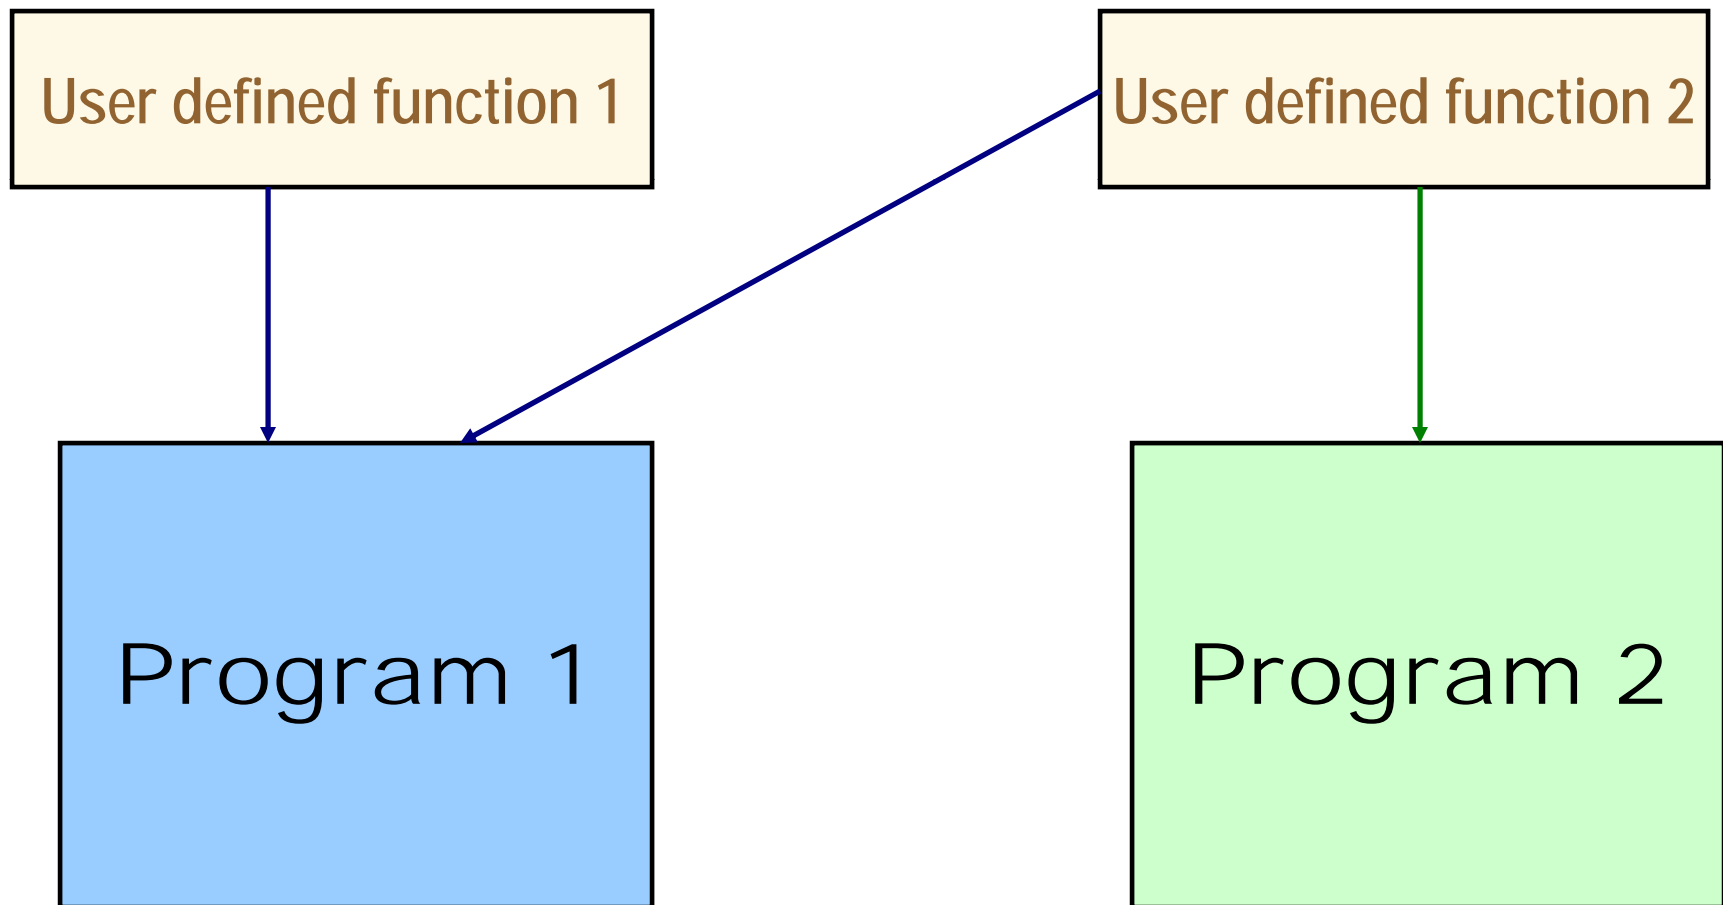 User defined function 1
User defined function 2
Program 1
Program 2